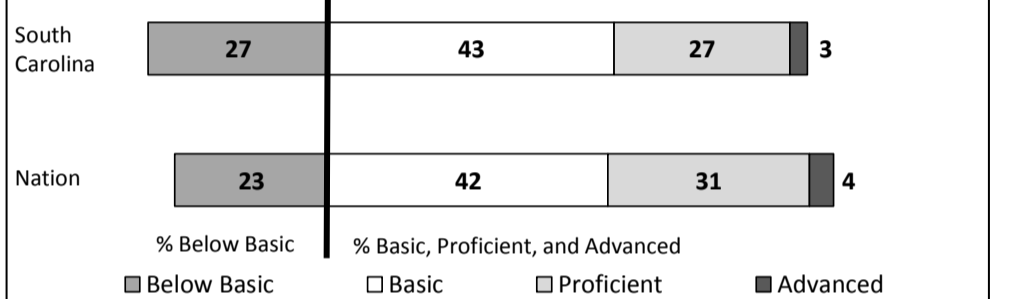 South
Carolina
27 43 27 3
Nation
23 42 31 4
% Below Basic % Basic, Proficient, and Advanced
Below Basic Basic Proficient Advanced